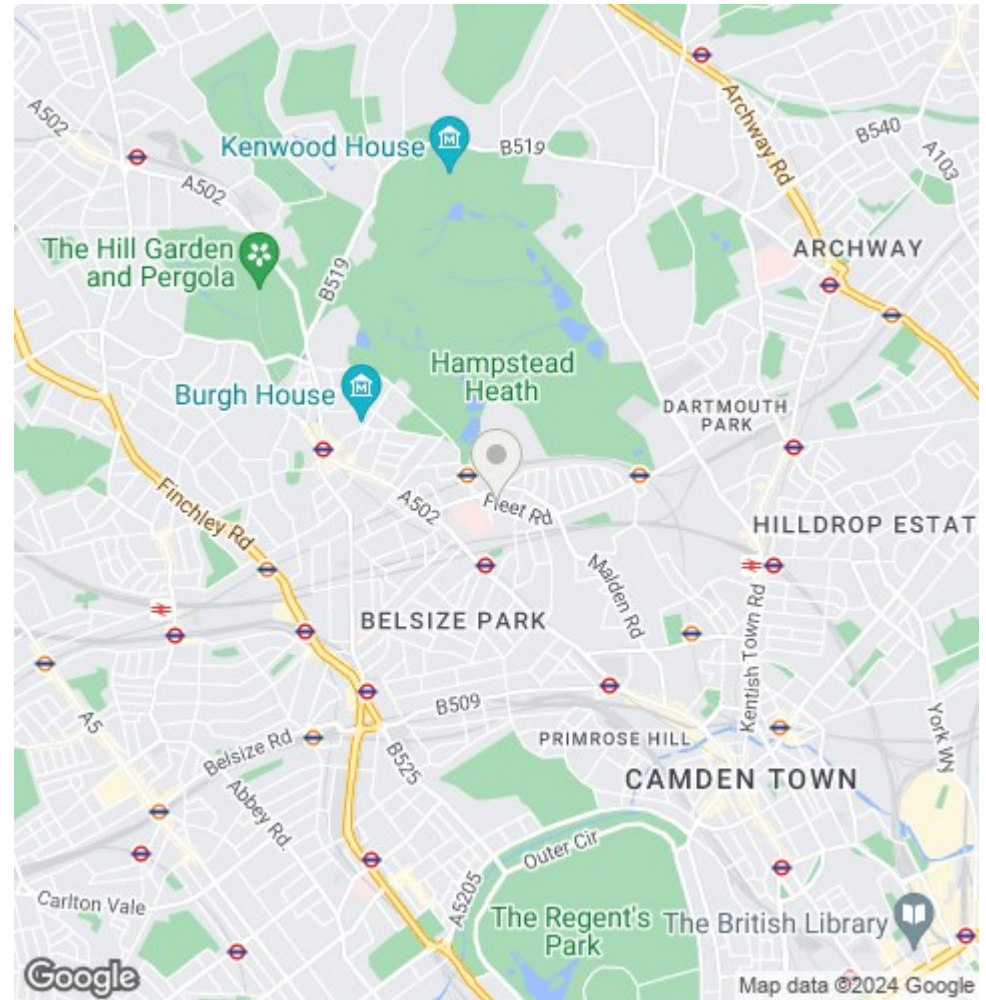 A502
Kenwood House
B519
Archway Rd
B540
A103
A502
The Hill Garden
and Pergola
B519
ARCHWAY
Hampstead
Heath
Burgh House
DARTMOUTH
PARK
Finchley Rd
A502
Fleet Rd
HILLDROP ESTAT
Malden Rd
BELSIZE PARK
Kentish Town Rd
A5
B509
York Wy
Belsize Rd
B525
PRIMROSE HILL
CAMDEN TOWN
Abbey Rd.
Outer Cir
A5205
Carlton Vale
The Regent's
Park
The British Library
Google
Map data ©2024 Google